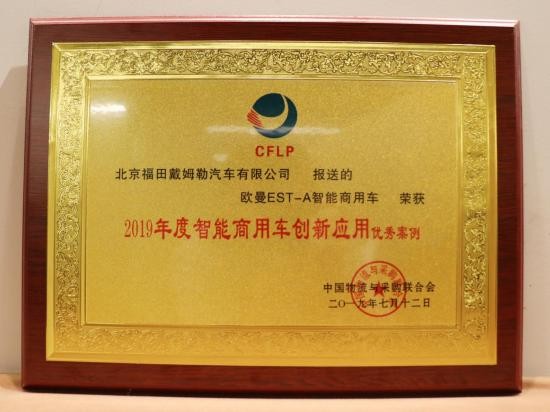 CFLP
北京福田戴姆勒汽车有限公司 报送的
欧曼EST-A智能商用车 荣获
2019年度智能商用车创新应用优秀案例
中国物流与采购联合会
二〇一九年七月十二日